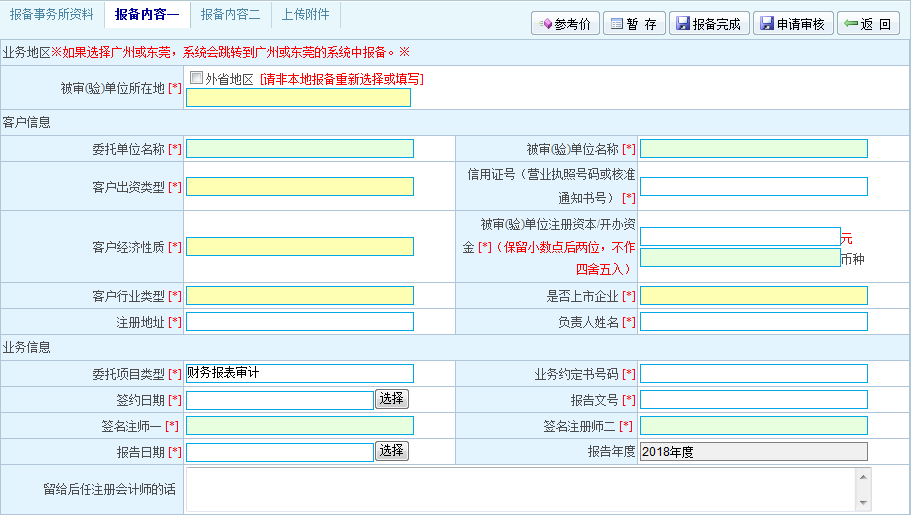 报备事务所资料 报备内容一 报备内容二 上传附件
参考价 暂 存 报备完成 申请审核 返 回
业务地区※如果选择广州或东莞，系统会跳转到广州或东莞的系统中报备。※
被审(验)单位所在地 [*] 外省地区 [请非本地报备重新选择或填写]
客户信息
委托单位名称 [*] 被审(验)单位名称 [*]
客户出资类型 [*] 信用证号（营业执照号码或核准
通知书号） [*]
客户经济性质 [*] 被审(验)单位注册资本/开办资
金 [*]（保留小数点后两位，不作
四舍五入） 元
币种
客户行业类型 [*] 是否上市企业 [*]
注册地址 [*] 负责人姓名 [*]
业务信息
委托项目类型 [*] 财务报表审计 业务约定书号码 [*]
签约日期 [*] 选择 报告文号 [*]
签名注师一 [*] 签名注册师二 [*]
报告日期 [*] 选择 报告年度 2018年度
留给后任注册会计师的话